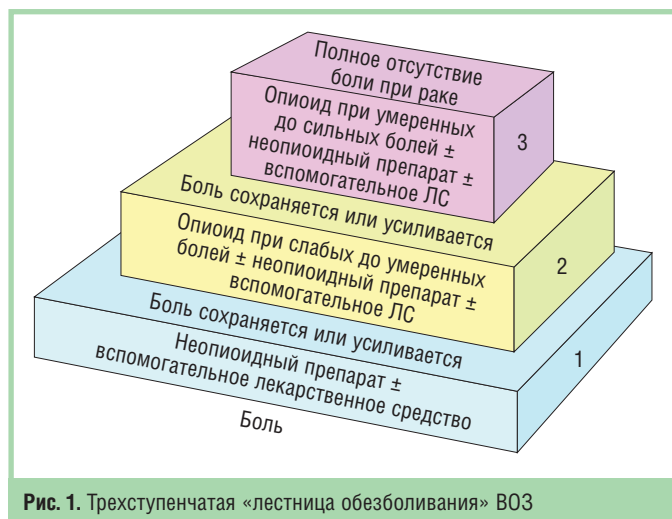 Полное отсутствие
боли при раке
Опиоид при умеренных
до сильных болей ±
неопиоидный препарат ±
вспомогательное ЛС
3
Боль сохраняется или усиливается
Опиоид при слабых до умеренных
болей ± неопиоидный препарат ±
вспомогательное ЛС
2
Боль сохраняется или усиливается
Неопиоидный препарат ±
вспомогательное лекарственное средство
1
Боль
Рис. 1. Трехступенчатая «лестница обезболивания» ВОЗ